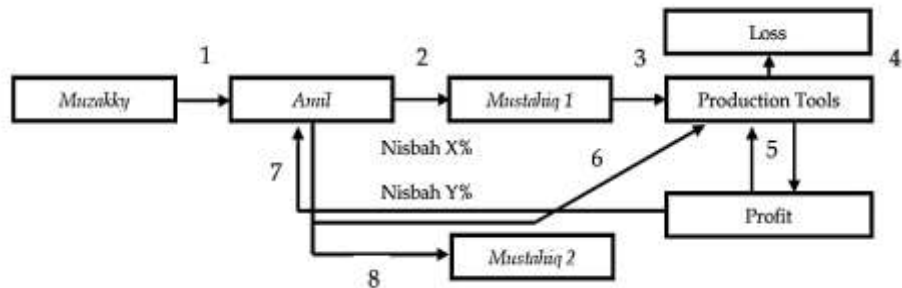 Loss
1
2
3
4
Muzakky
Amil
Mustahiq 1
Production Tools
Nisbah X%
6
5
7
Nisbah Y%
Profit
Mustahiq 2
8